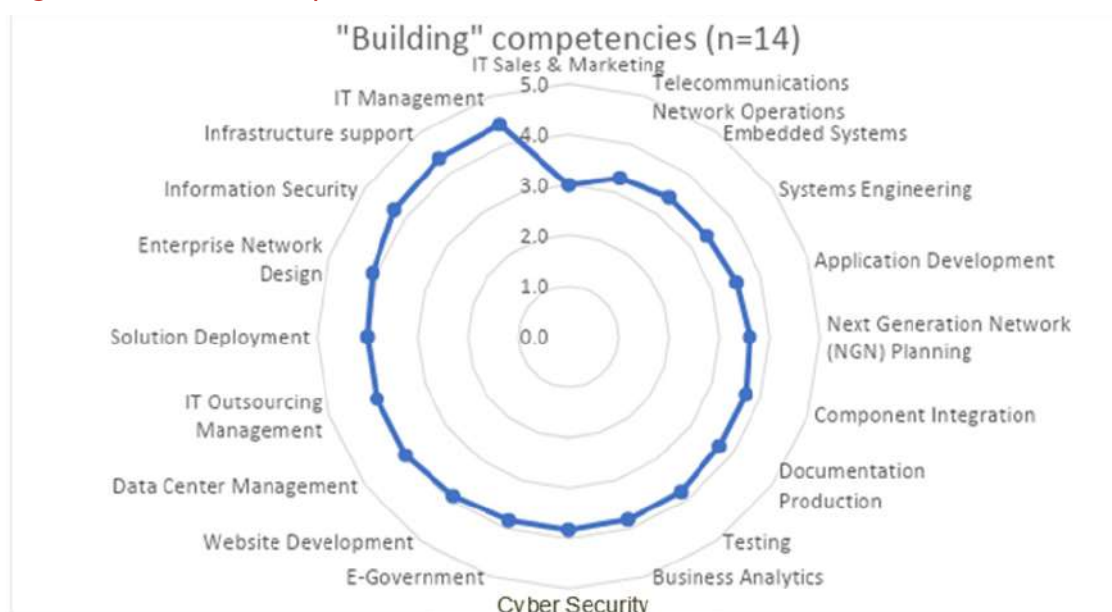 "Building" competencies (n=14)
IT Sales & Marketing
5.0
4.0
3.0
2.0
1.0
0.0
Telecommunications
Network Operations
Embedded Systems
Systems Engineering
Application Development
Next Generation Network
(NGN) Planning
Component Integration
Documentation
Production
Testing
Business Analytics
Cyber Security
E-Government
Website Development
Data Center Management
IT Outsourcing
Management
Solution Deployment
Enterprise Network
Design
Information Security
Infrastructure support
IT Management